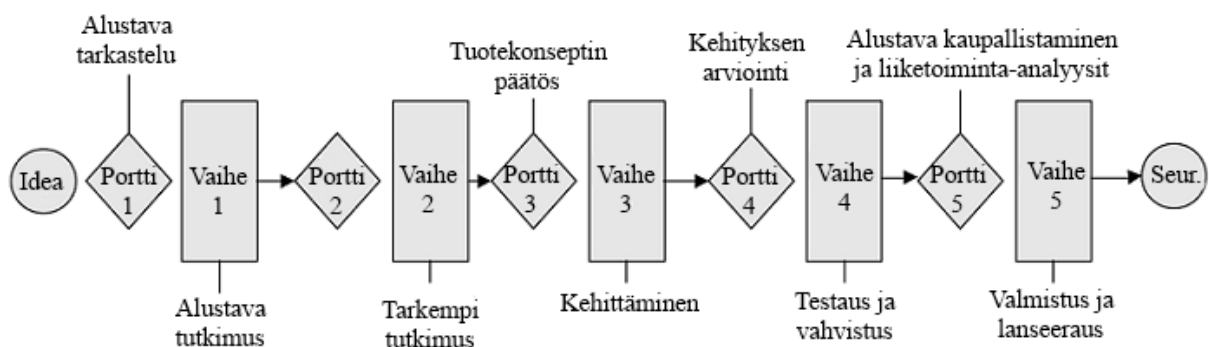 Alustava
tarkastelu
Tuotekonseptin
päätös
Kehityksen
arviointi
Alustava kaupallistaminen
ja liiketoiminta-analyysit
Idea
Portti
1
Vaihe
1
Portti
2
Vaihe
2
Portti
3
Vaihe
3
Portti
4
Vaihe
4
Portti
5
Vaihe
5
Seur.
Alustava
tutkimus
Tarkempi
tutkimus
Kehittäminen
Testaus ja
vahvistus
Valmistus ja
lanseeraus